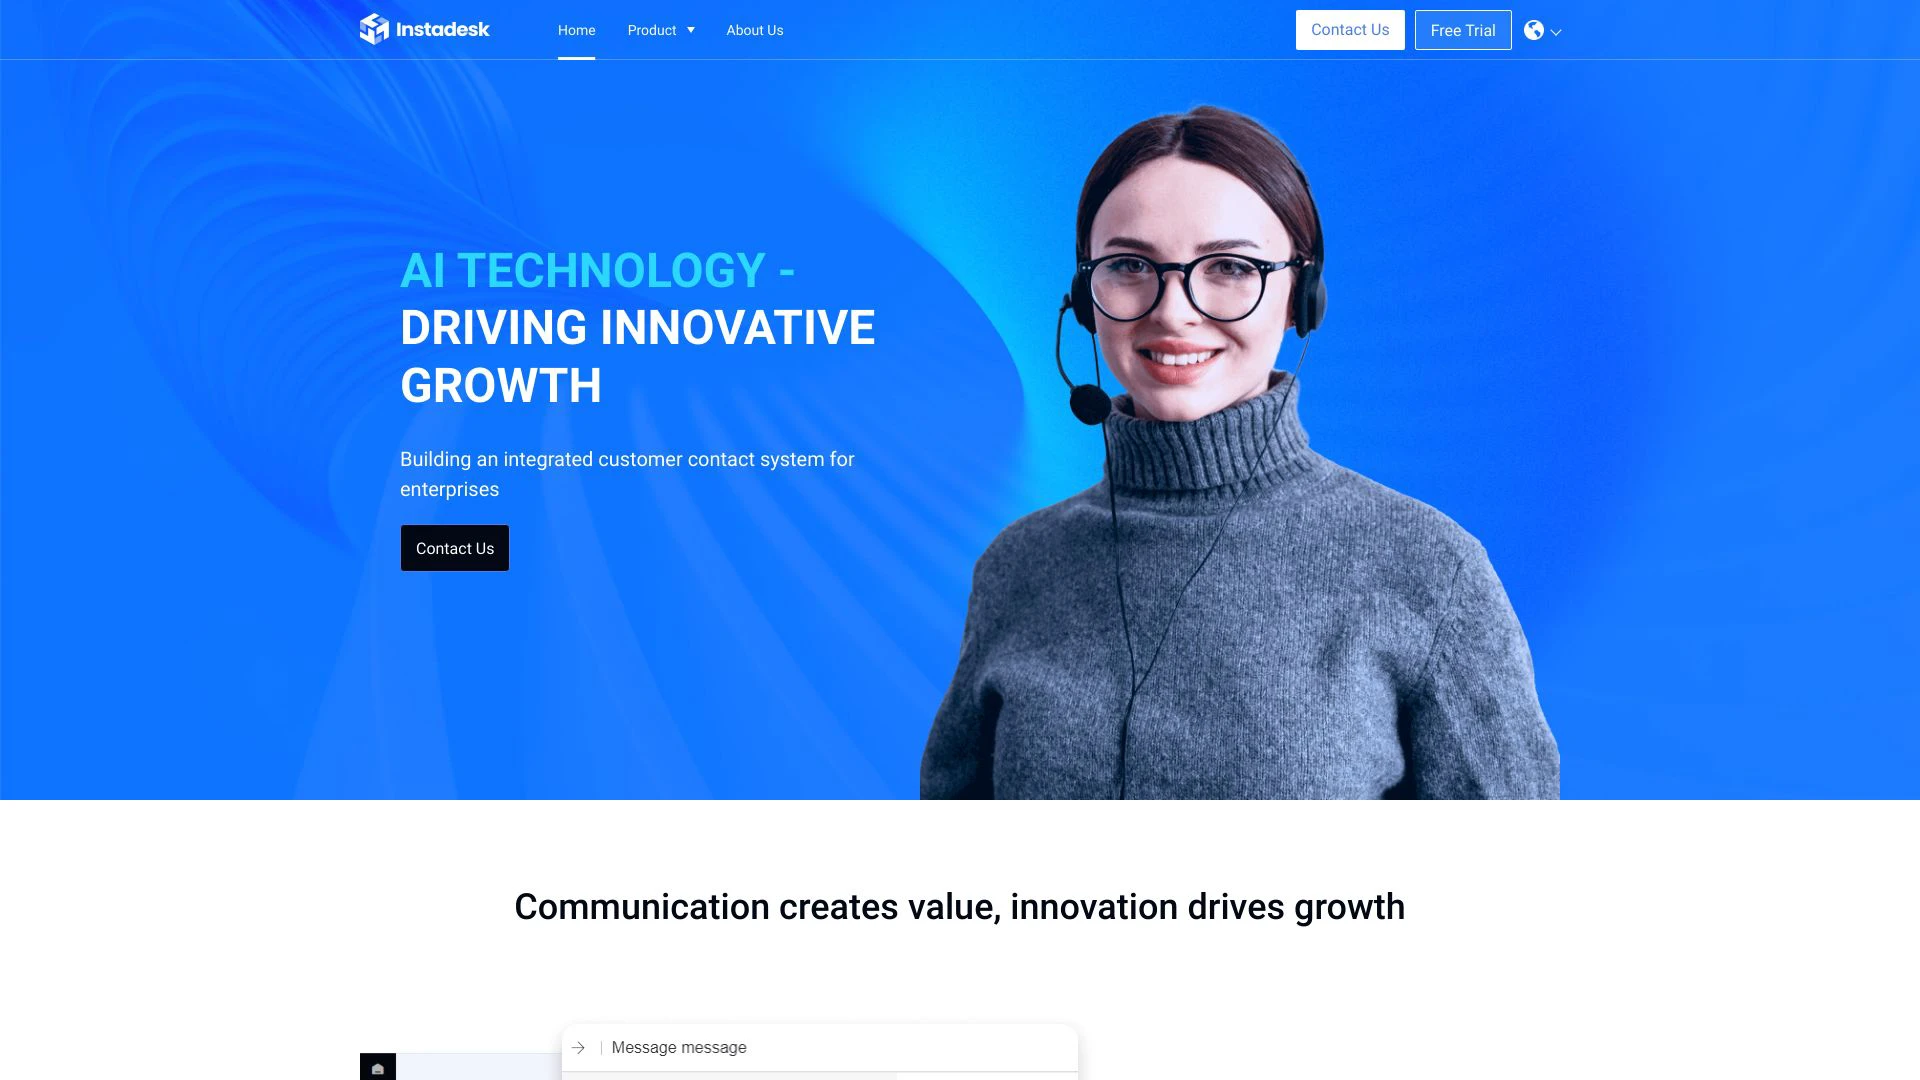 Instadesk
Home
Product
About Us
Contact Us
Free Trial
AI TECHNOLOGY -
DRIVING INNOVATIVE
GROWTH
Building an integrated customer contact system for
enterprises
Contact Us
Communication creates value, innovation drives growth
Message message